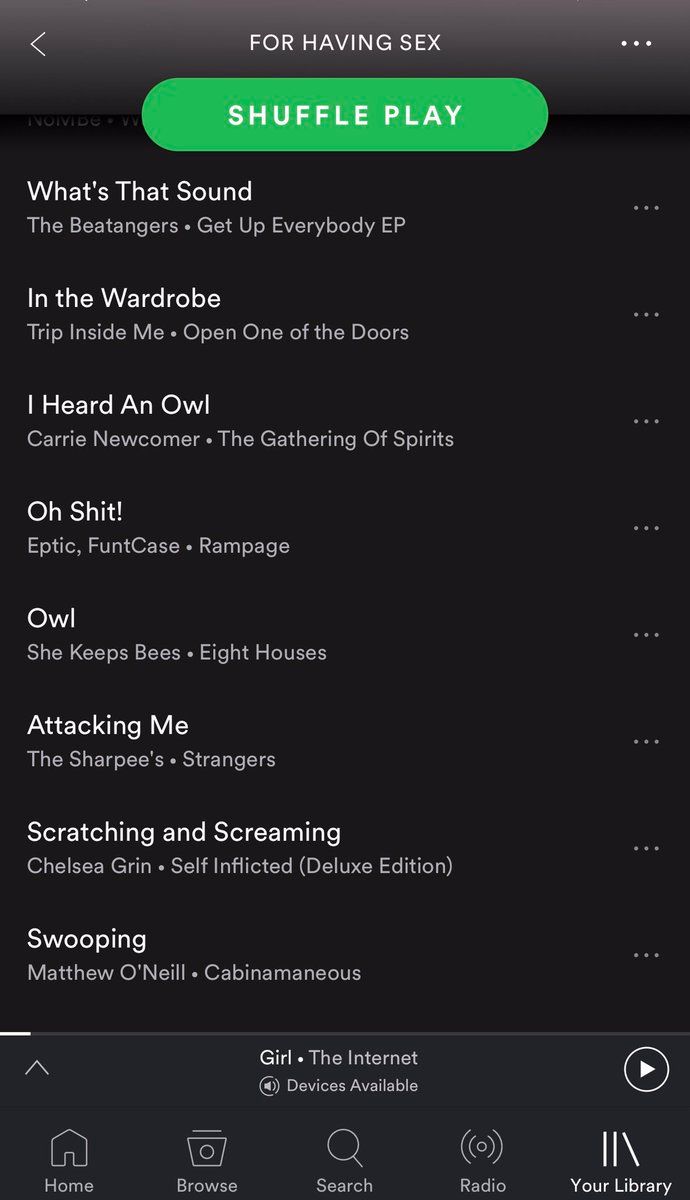 FOR HAVING SEX
SHUFFLE PLAY
What's That Sound
The Beatangers • Get Up Everybody EP
In the Wardrobe
Trip Inside Me • Open One of the Doors
I Heard An Owl
Carrie Newcomer • The Gathering Of Spirits
Oh Shit!
Eptic, FuntCase • Rampage
Owl
She Keeps Bees • Eight Houses
Attacking Me
The Sharpee's • Strangers
Scratching and Screaming
Chelsea Grin • Self Inflicted (Deluxe Edition)
Swooping
Matthew O'Neill • Cabinamaneous
Girl • The Internet
Devices Available
Home Browse Search Radio Your Library